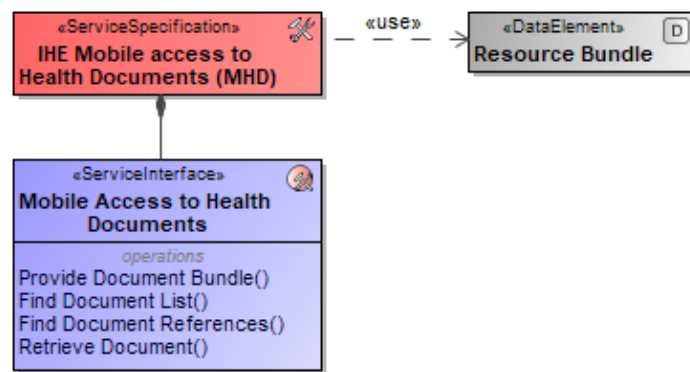 «ServiceSpecification»
IHE Mobile access to
Health Documents (MHD)
«use»
«DataElement»
D
Resource Bundle
«ServiceInterface»
Mobile Access to Health
Documents
operations
Provide Document Bundle()
Find Document List()
Find Document References()
Retrieve Document()